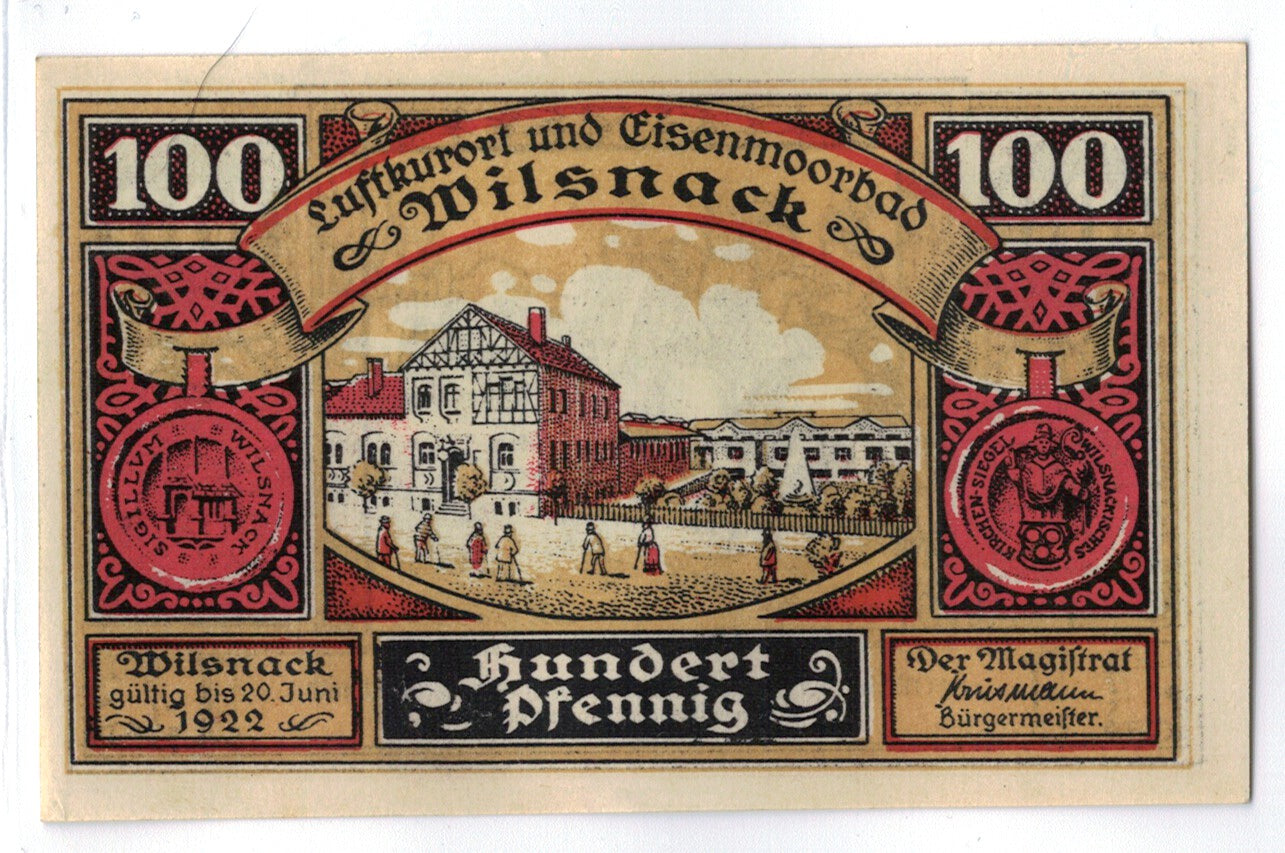 100
Luftkurort und Eisenmoorbad
Wilsnack
100
SIGILLVM WILSNACK
KIRCHEN-SIEGEL WILSNACKISCHES
Wilsnack
gültig bis 20. Juni
1922
Hundert
Pfennig
Der Magiſtrat
Bürgermeiſter.